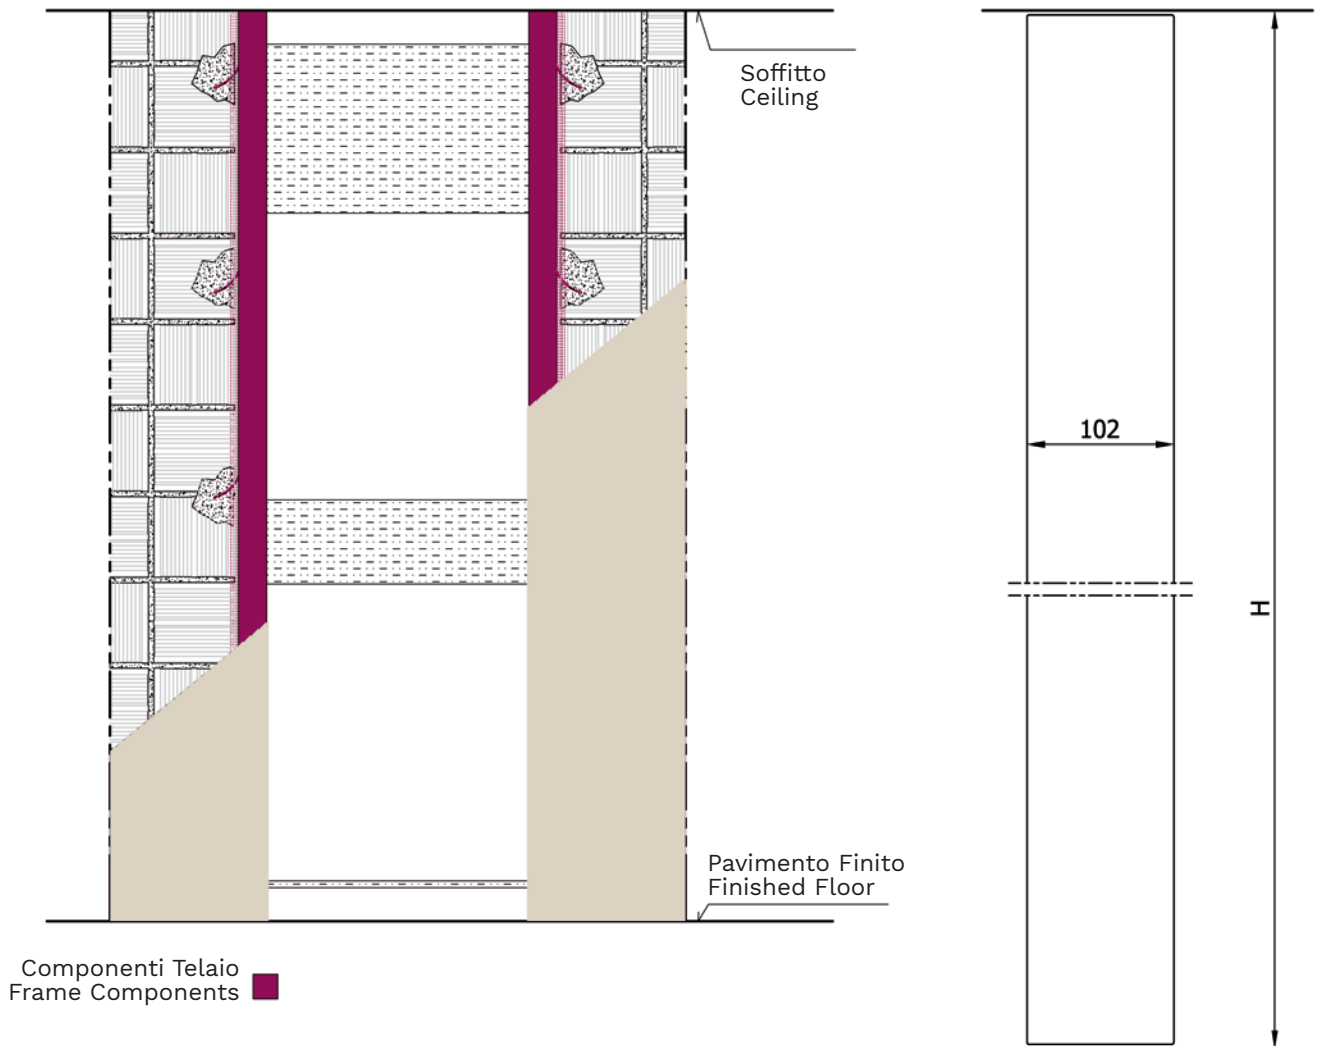 Soffitto
Ceiling
102
H
Pavimento Finito
Finished Floor
Componenti Telaio
Frame Components